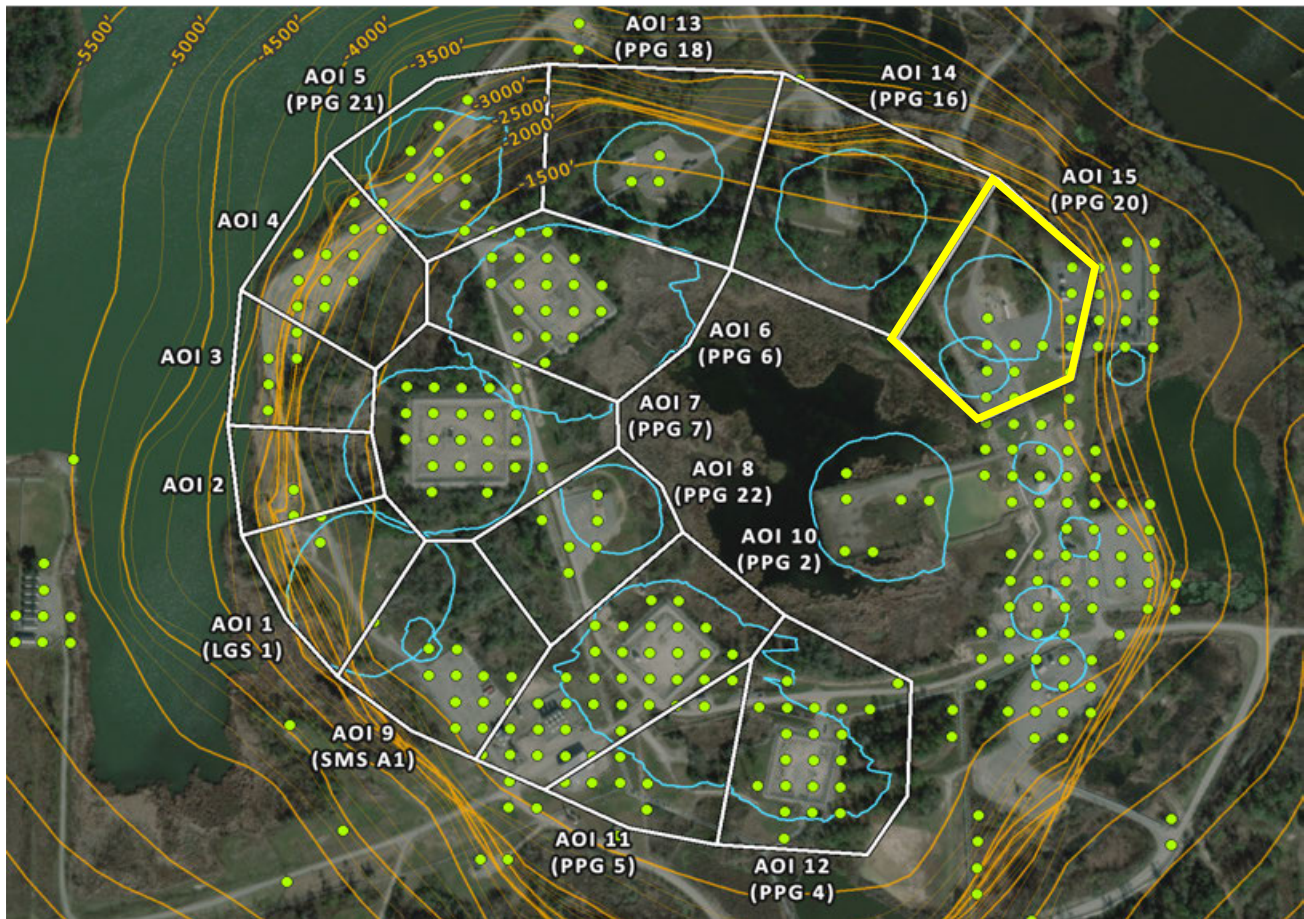 -5500'
-5000'
-4500'
-4000'
-3500'
-3000'
-2500'
-2000'
-1500'
AOI 13
(PPG 18)
AOI 14
(PPG 16)
AOI 5
(PPG 21)
AOI 15
(PPG 20)
AOI 4
AOI 3
AOI 6
(PPG 6)
AOI 7
(PPG 7)
AOI 2
AOI 8
(PPG 22)
AOI 10
(PPG 2)
AOI 1
(LGS 1)
AOI 9
(SMS A1)
AOI 11
(PPG 5)
AOI 12
(PPG 4)